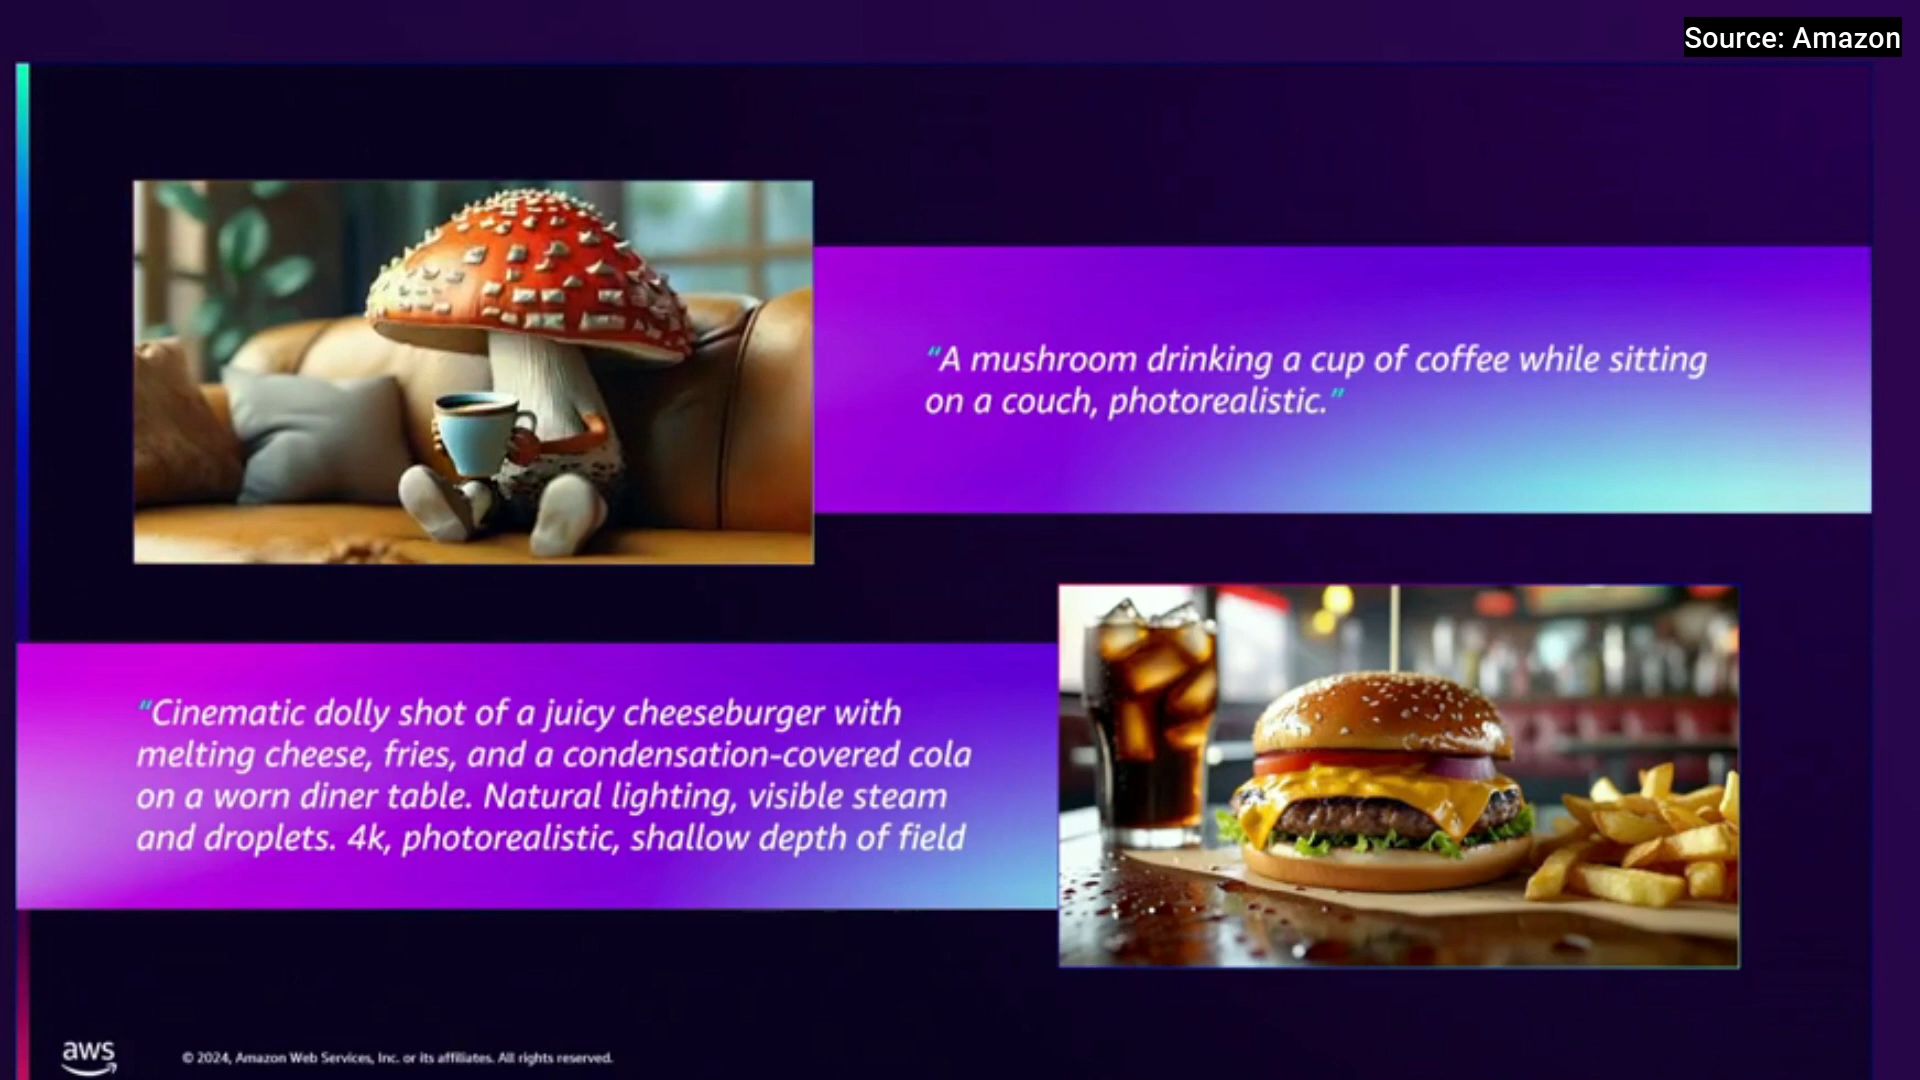 Source: Amazon
“A mushroom drinking a cup of coffee while sitting
on a couch, photorealistic.”
“Cinematic dolly shot of a juicy cheeseburger with
melting cheese, fries, and a condensation-covered cola
on a worn diner table. Natural lighting, visible steam
and droplets. 4k, photorealistic, shallow depth of field
aws
© 2024, Amazon Web Services, Inc. or its affiliates. All rights reserved.